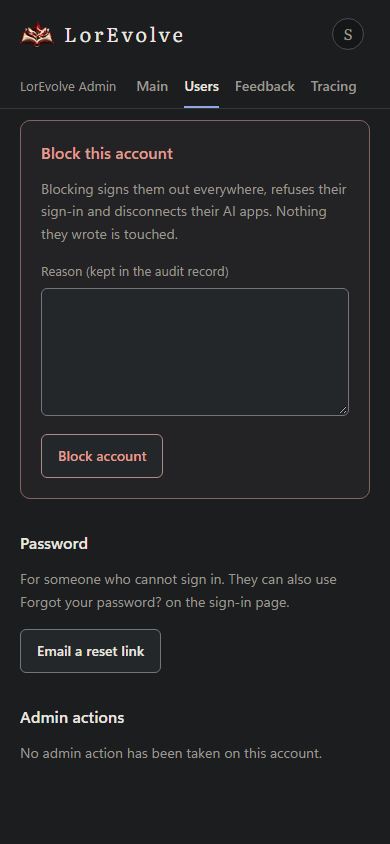 LorEvolve
S
LorEvolve Admin Main Users Feedback Tracing
Block this account
Blocking signs them out everywhere, refuses their
sign-in and disconnects their AI apps. Nothing
they wrote is touched.
Reason (kept in the audit record)
Block account
Password
For someone who cannot sign in. They can also use
Forgot your password? on the sign-in page.
Email a reset link
Admin actions
No admin action has been taken on this account.